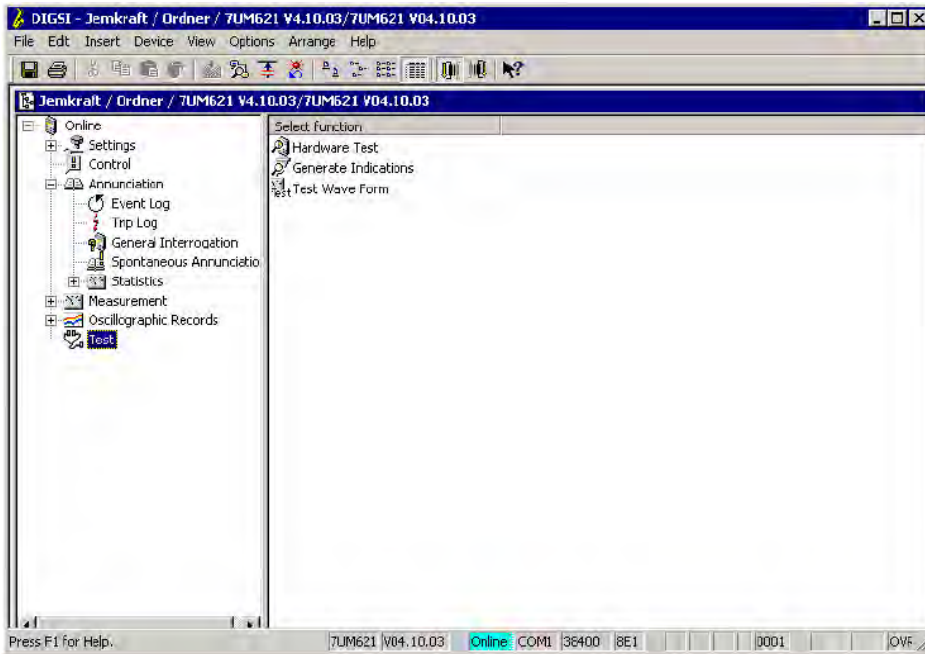 DIGSI - Jemkraft / Ordner / 7UM621 V4.10.03/7UM621 V04.10.03
File Edt Insert Device View Options Arrange Help
Jemkraft / Ordner / 7UM621 V4.10.03/7UM621 V04.10.03
Online
Settings
Control
Annunciation
Event Log
Trip Log
General Interrogation
Spontaneous Annunciatio
Statistics
Measurement
Oscillographic Records
Test
Select function
Hardware Test
Generate Indications
Test Wave Form
Press F1 for Help.
7UM621 V04.10.03 Online COM1 38400 8E1 0001 OVR